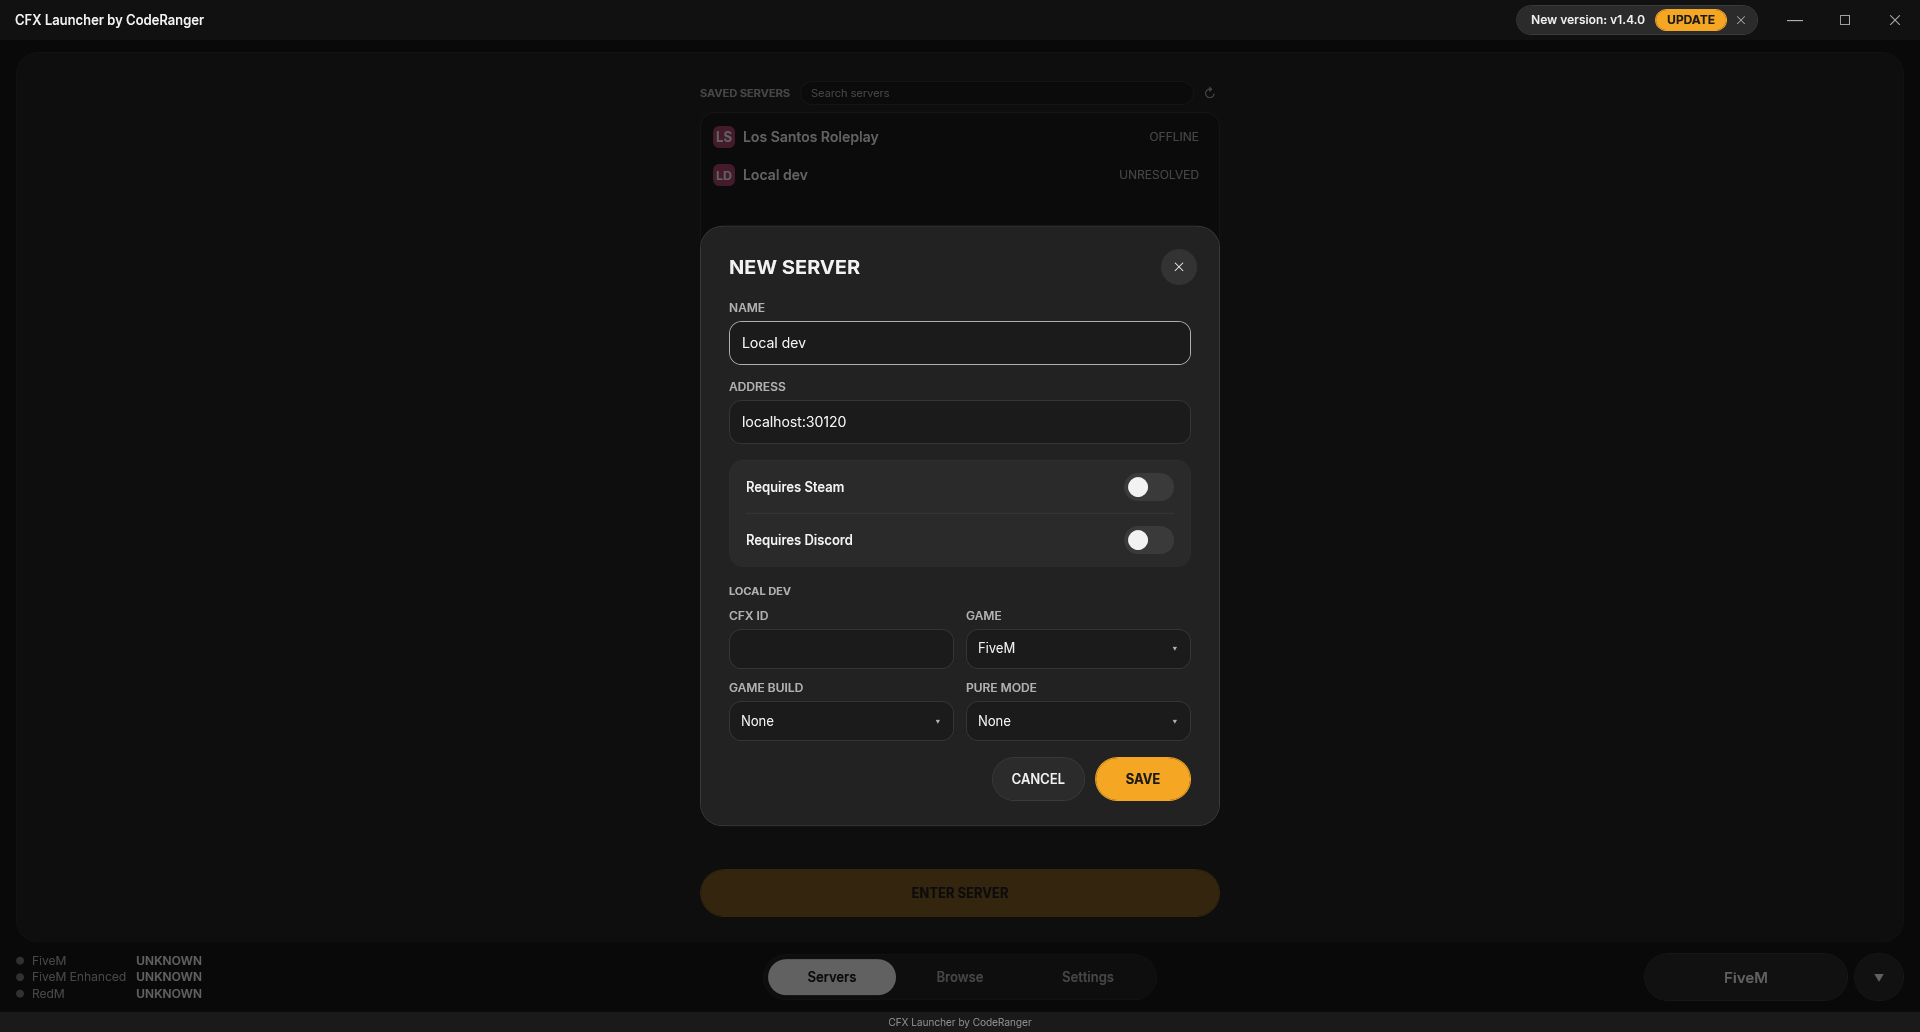 CFX Launcher by CodeRanger
New version: v1.4.0 UPDATE
SAVED SERVERS Search servers
LS Los Santos Roleplay OFFLINE
LD Local dev UNRESOLVED
NEW SERVER
NAME
Local dev
ADDRESS
localhost:30120
Requires Steam
Requires Discord
LOCAL DEV
CFX ID GAME
FiveM
GAME BUILD PURE MODE
None None
CANCEL SAVE
ENTER SERVER
FiveM UNKNOWN
FiveM Enhanced UNKNOWN
RedM UNKNOWN
Servers Browse Settings
FiveM
CFX Launcher by CodeRanger